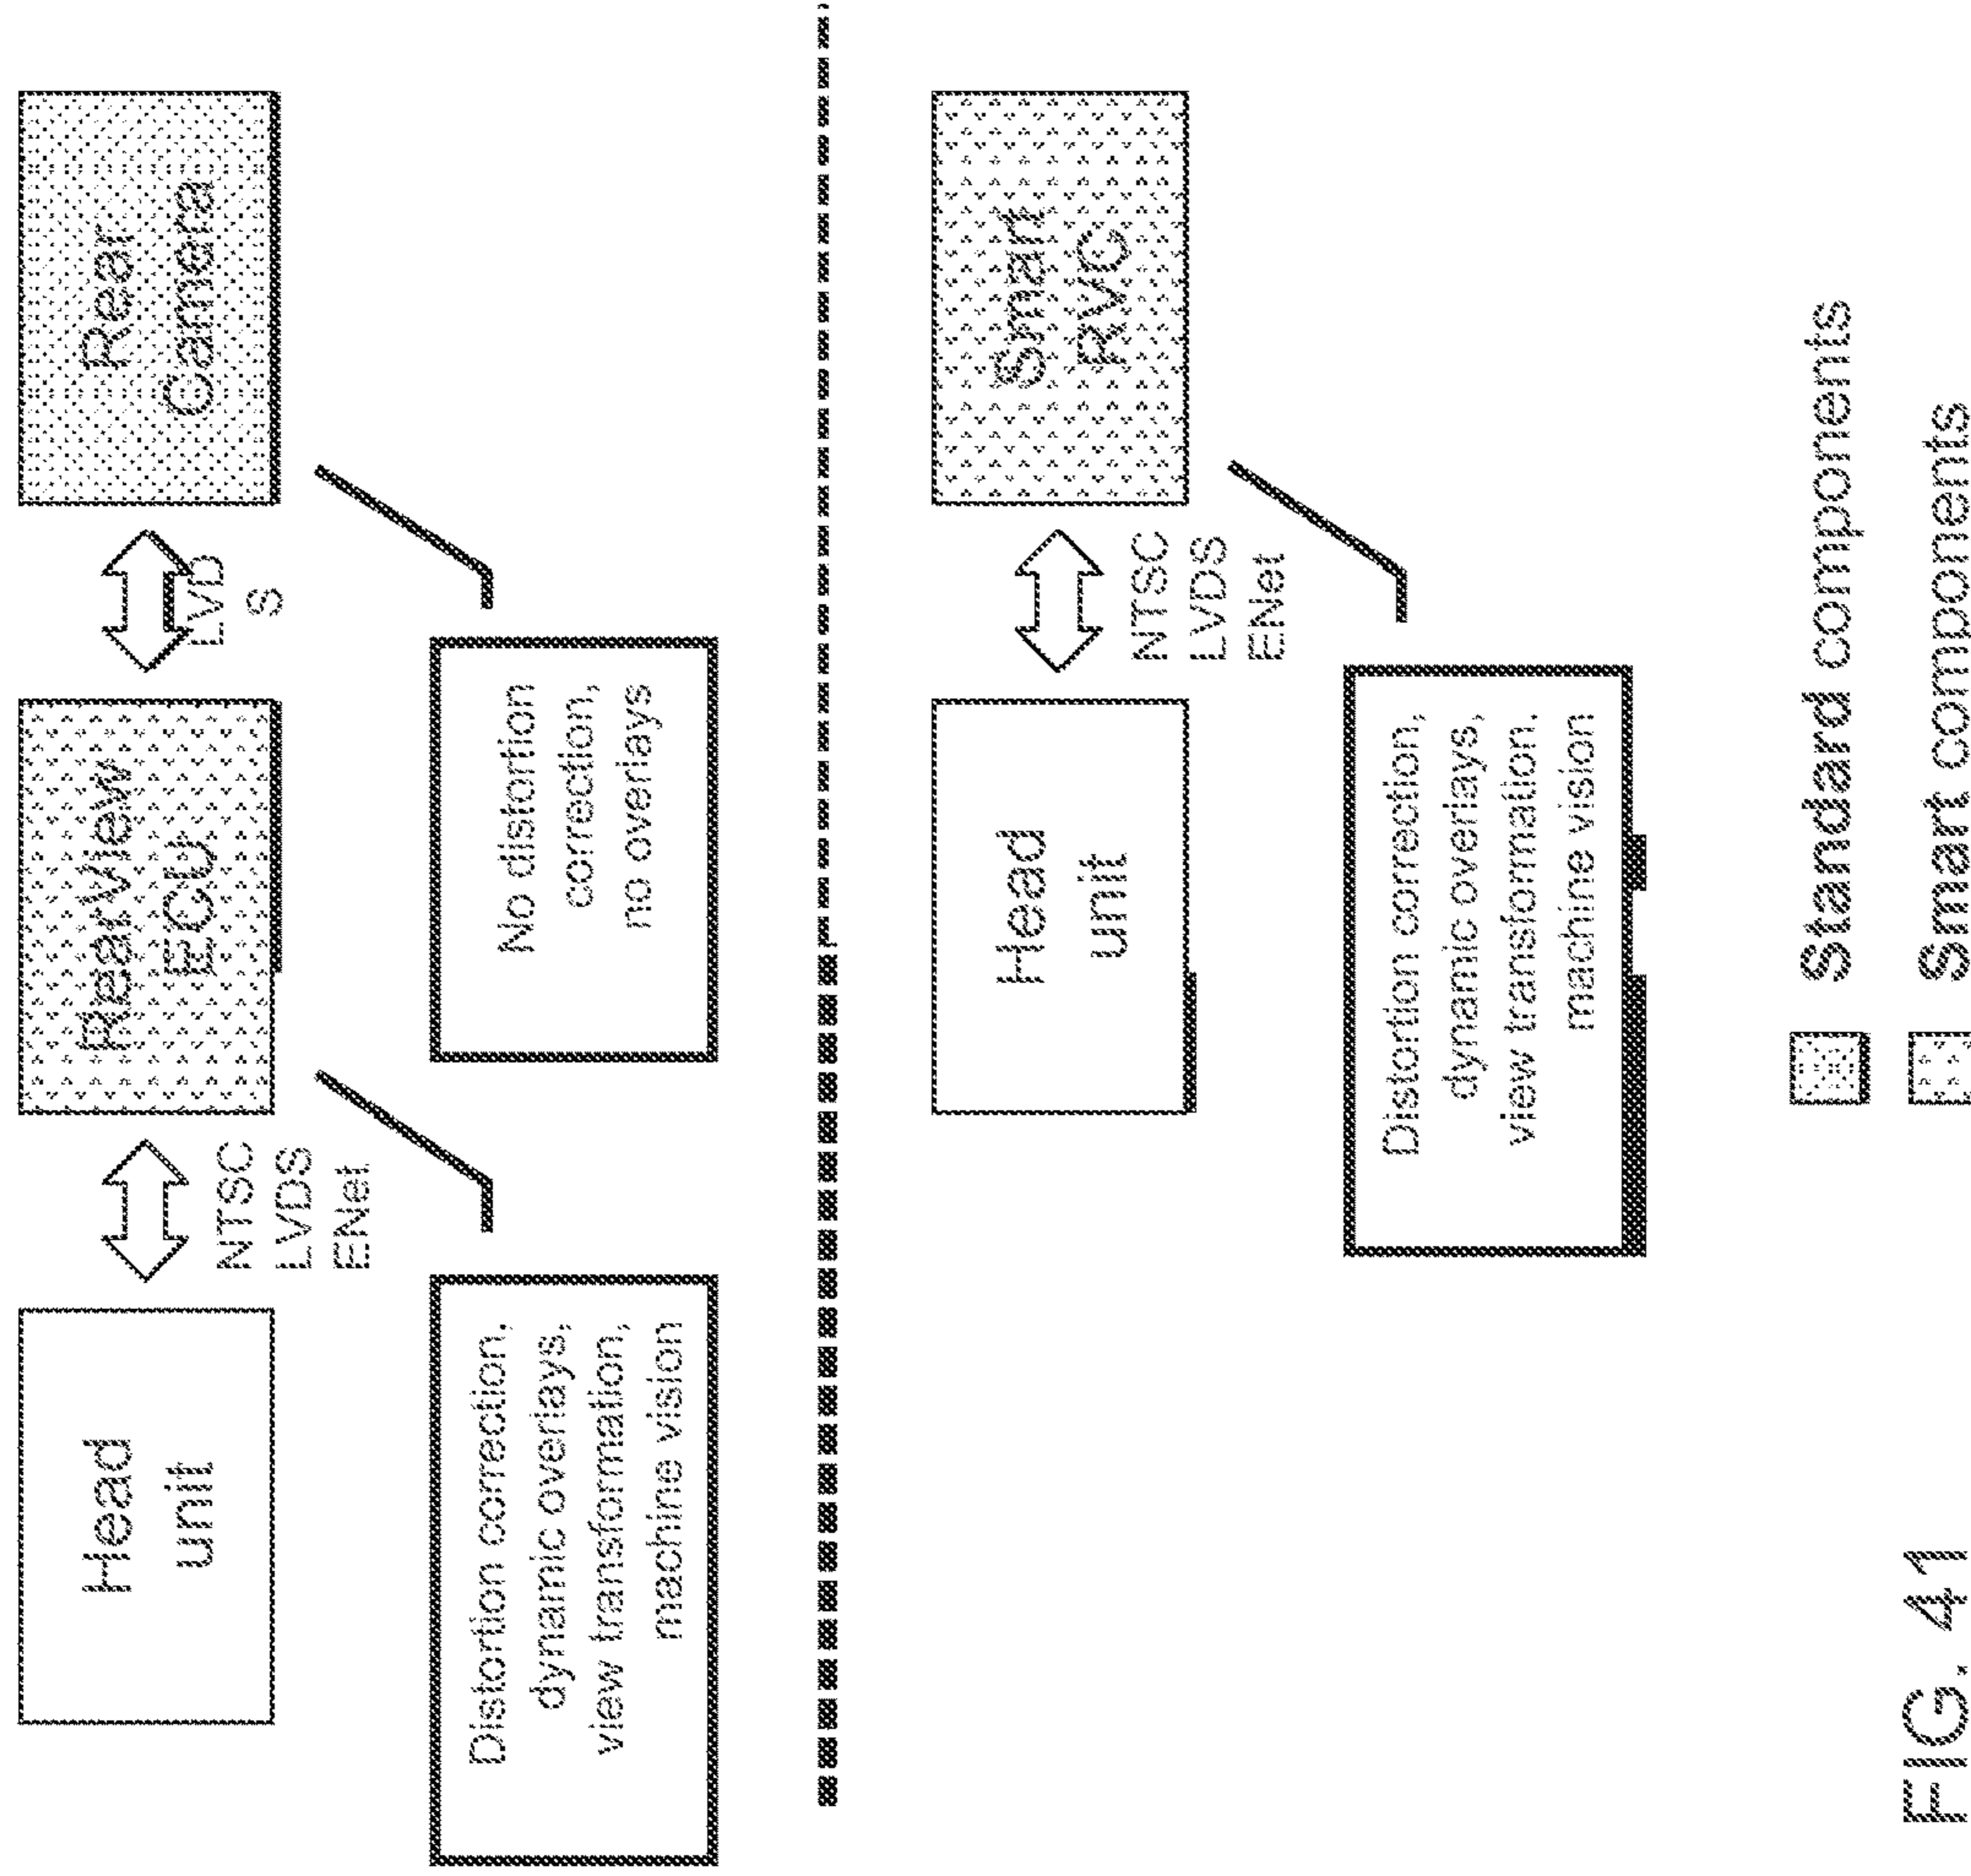 Head
unit
NTSC
LVDS
ENet
RearView
ECU
LVD
S
Rear
Camera
Distortion correction,
dynamic overlays,
view transformation,
machine vision
No distortion
correction,
no overlays
Head
unit
NTSC
LVDS
ENet
Smart
RVC
Distortion correction,
dynamic overlays,
view transformation,
machine vision
Standard components
Smart components
FIG. 41